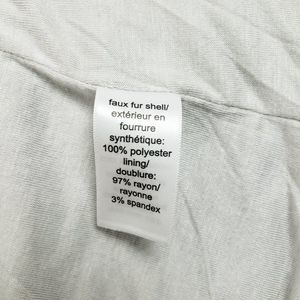 faux fur shell/
extérieur en
fourrure
synthétique:
100% polyester
lining/
doublure:
97% rayon/
rayonne
3% spandex